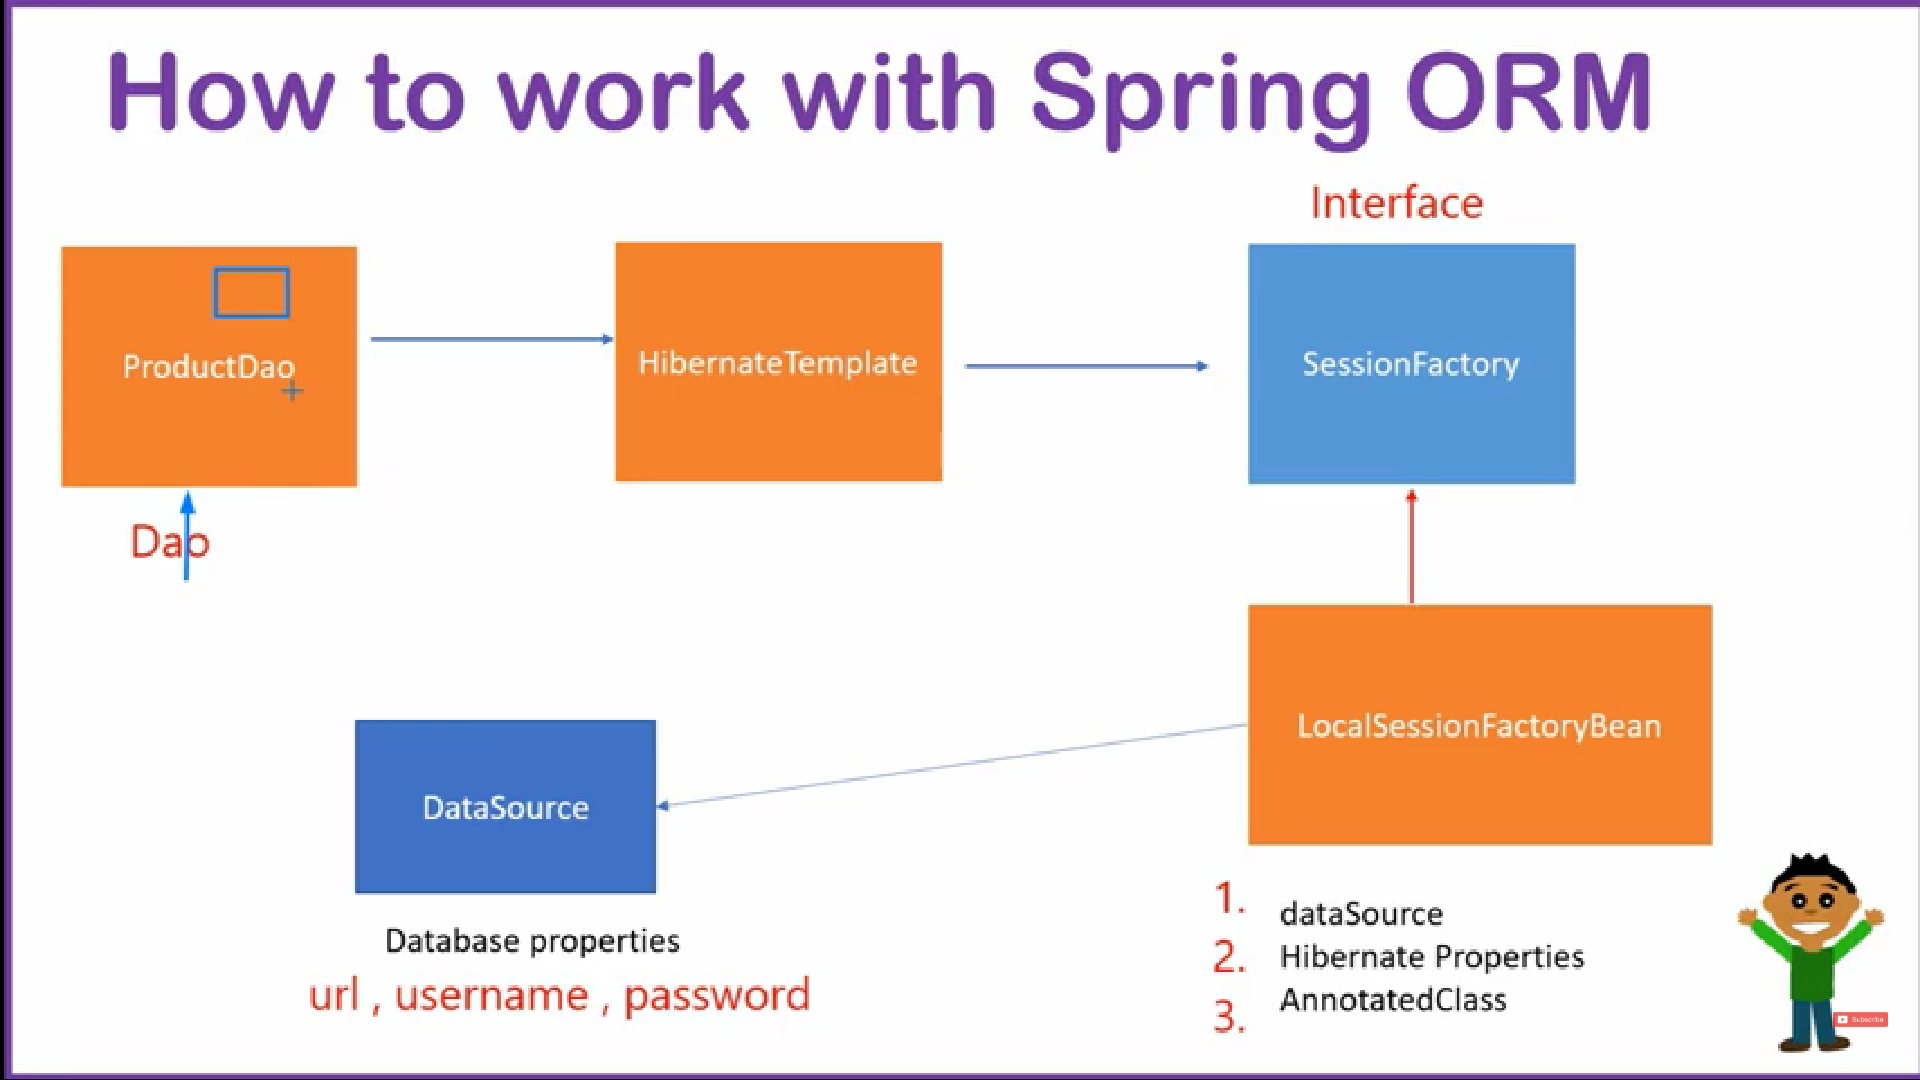 How to work with Spring ORM
Interface
ProductDao
HibernateTemplate
SessionFactory
Dao
LocalSessionFactoryBean
DataSource
Database properties
url , username , password
1. dataSource
2. Hibernate Properties
3. AnnotatedClass
Subscribe